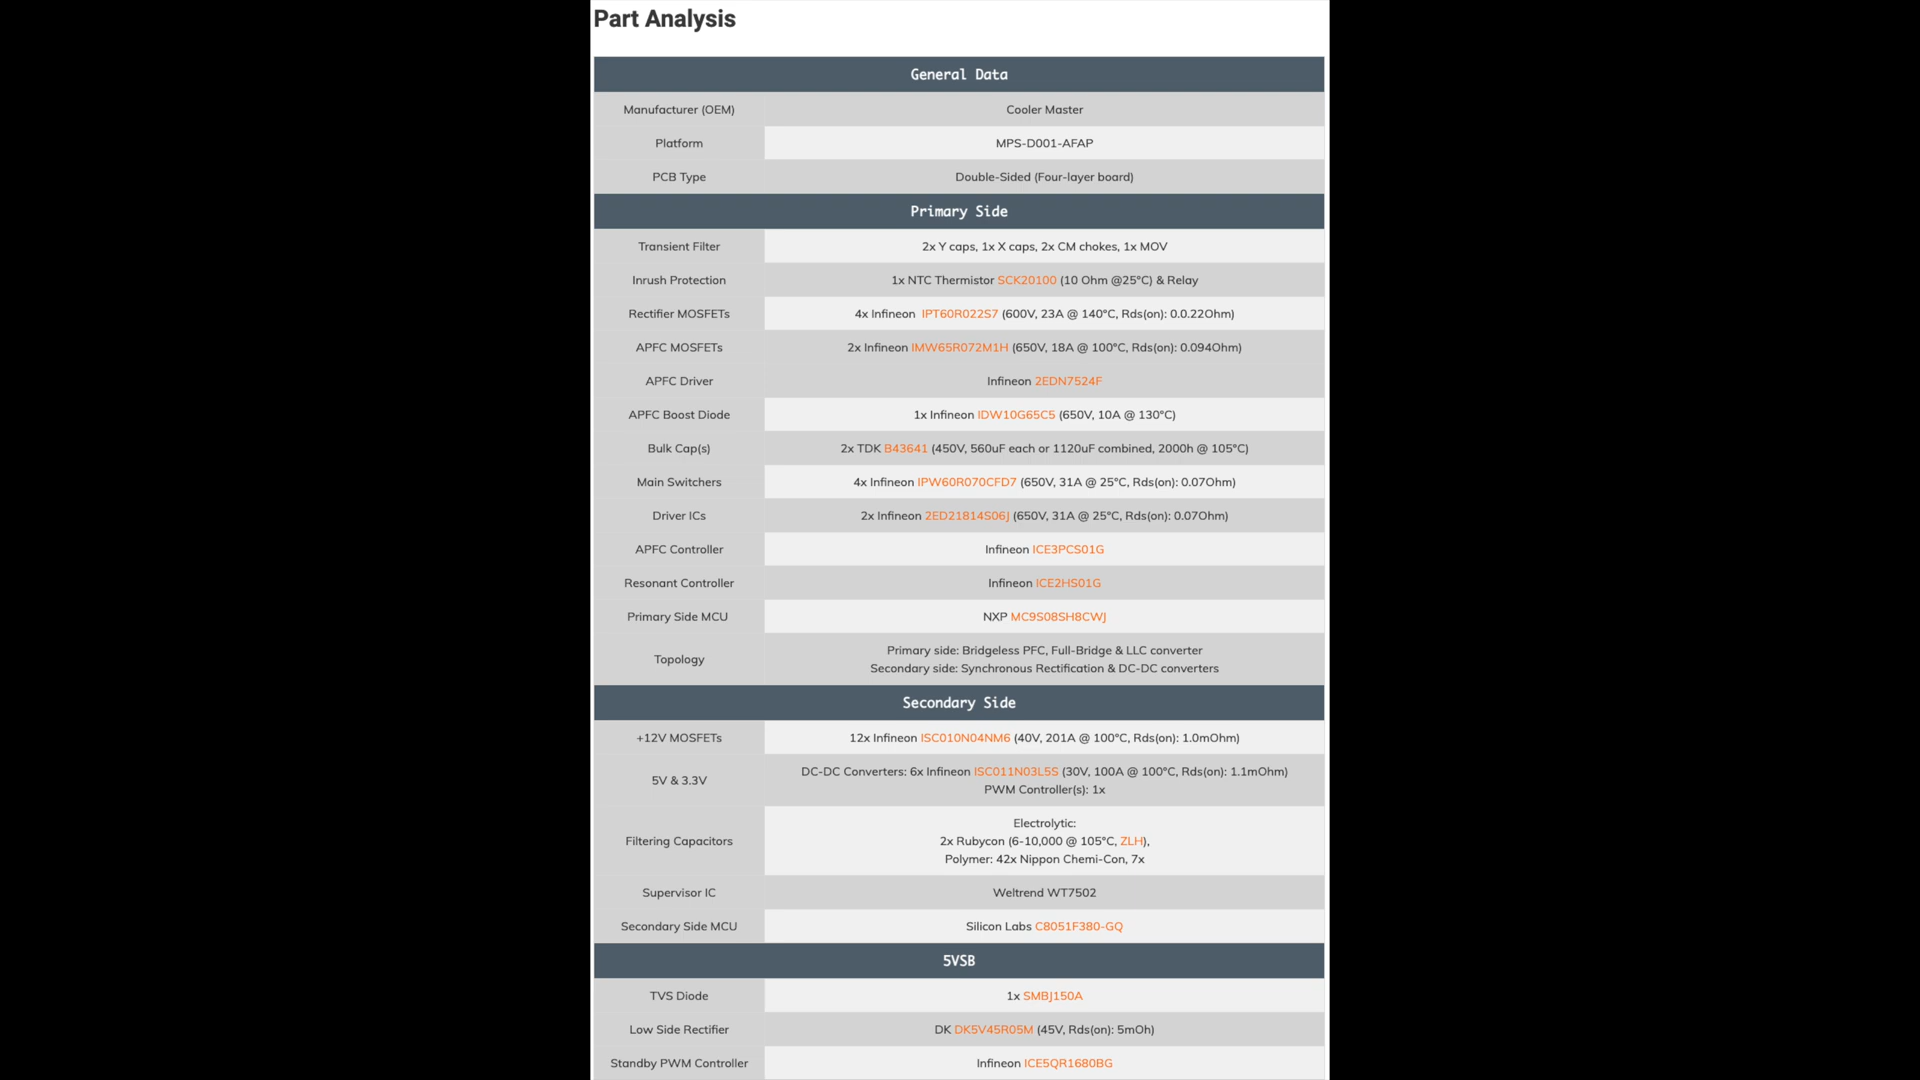 Part Analysis
General Data
Manufacturer (OEM) Cooler Master
Platform MPS-D001-AFAP
PCB Type Double-Sided (Four-layer board)
Primary Side
Transient Filter 2x Y caps, 1x X caps, 2x CM chokes, 1x MOV
Inrush Protection 1x NTC Thermistor SCK20100 (10 Ohm @25°C) & Relay
Rectifier MOSFETs 4x Infineon IPT60R022S7 (600V, 23A @ 140°C, Rds(on): 0.0.22Ohm)
APFC MOSFETs 2x Infineon IMW65R072M1H (650V, 18A @ 100°C, Rds(on): 0.094Ohm)
APFC Driver Infineon 2EDN7524F
APFC Boost Diode 1x Infineon IDW10G65C5 (650V, 10A @ 130°C)
Bulk Cap(s) 2x TDK B43641 (450V, 560uF each or 1120uF combined, 2000h @ 105°C)
Main Switchers 4x Infineon IPW60R070CFD7 (650V, 31A @ 25°C, Rds(on): 0.07Ohm)
Driver ICs 2x Infineon 2ED21814S06J (650V, 31A @ 25°C, Rds(on): 0.07Ohm)
APFC Controller Infineon ICE3PCS01G
Resonant Controller Infineon ICE2HS01G
Primary Side MCU NXP MC9S08SH8CWJ
Topology Primary side: Bridgeless PFC, Full-Bridge & LLC converter
Secondary side: Synchronous Rectification & DC-DC converters
Secondary Side
+12V MOSFETs 12x Infineon ISC010N04NM6 (40V, 201A @ 100°C, Rds(on): 1.0mOhm)
5V & 3.3V DC-DC Converters: 6x Infineon ISC011N03L5S (30V, 100A @ 100°C, Rds(on): 1.1mOhm)
PWM Controller(s): 1x
Filtering Capacitors Electrolytic:
2x Rubycon (6-10,000 @ 105°C, ZLH),
Polymer: 42x Nippon Chemi-Con, 7x
Supervisor IC Weltrend WT7502
Secondary Side MCU Silicon Labs C8051F380-GQ
5VSB
TVS Diode 1x SMBJ150A
Low Side Rectifier DK DK5V45R05M (45V, Rds(on): 5mOh)
Standby PWM Controller Infineon ICE5QR1680BG